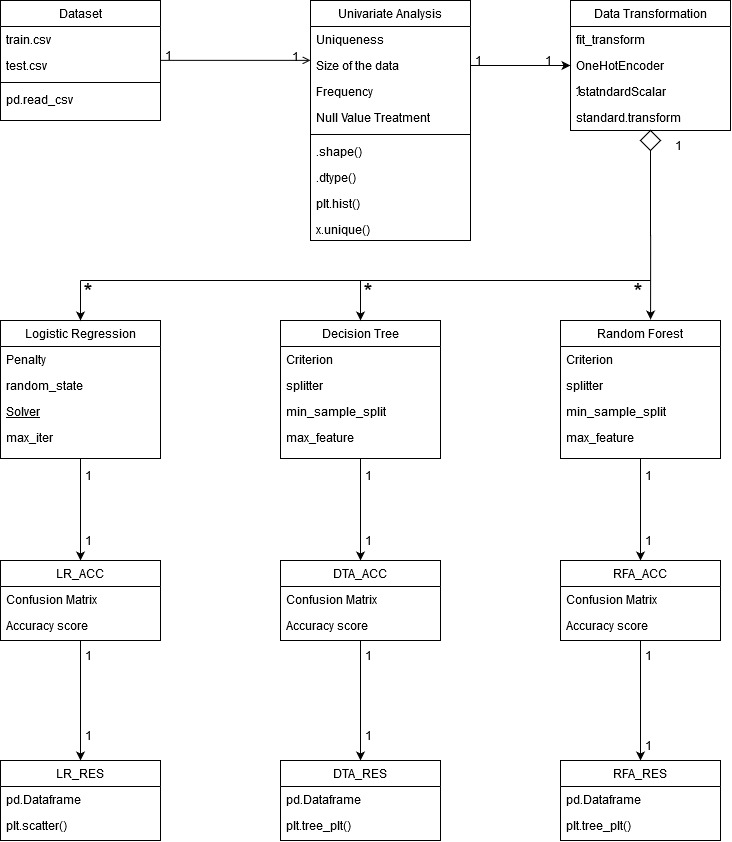 Dataset
train.csv
test.csv
pd.read_csv
1
1
Univariate Analysis
Uniqueness
Size of the data
Frequency
Null Value Treatment
.shape()
.dtype()
plt.hist()
x.unique()
1
1
Data Transformation
fit_transform
OneHotEncoder
1statndardScalar
standard.transform
1
*
*
*
Logistic Regression
Penalty
random_state
Solver
max_iter
Decision Tree
Criterion
splitter
min_sample_split
max_feature
Random Forest
Criterion
splitter
min_sample_split
max_feature
1
1
1
1
1
1
LR_ACC
Confusion Matrix
Accuracy score
DTA_ACC
Confusion Matrix
Accuracy score
RFA_ACC
Confusion Matrix
Accuracy score
1
1
1
1
1
1
LR_RES
pd.Dataframe
plt.scatter()
DTA_RES
pd.Dataframe
plt.tree_plt()
RFA_RES
pd.Dataframe
plt.tree_plt()